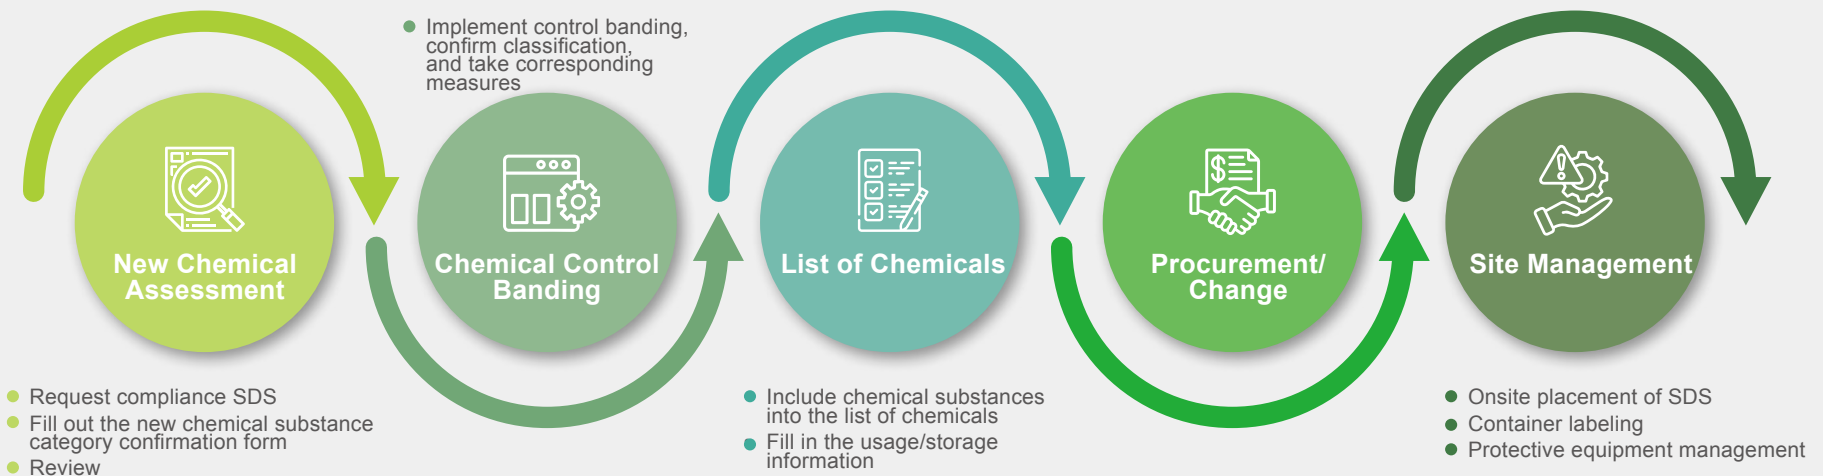 Implement control banding,
confirm classification,
and take corresponding
measures
New Chemical
Assessment
Chemical Control
Banding
List of Chemicals
Procurement/
Change
Site Management
Request compliance SDS
Fill out the new chemical substance
category confirmation form
Review
Include chemical substances
into the list of chemicals
Fill in the usage/storage
information
Onsite placement of SDS
Container labeling
Protective equipment management